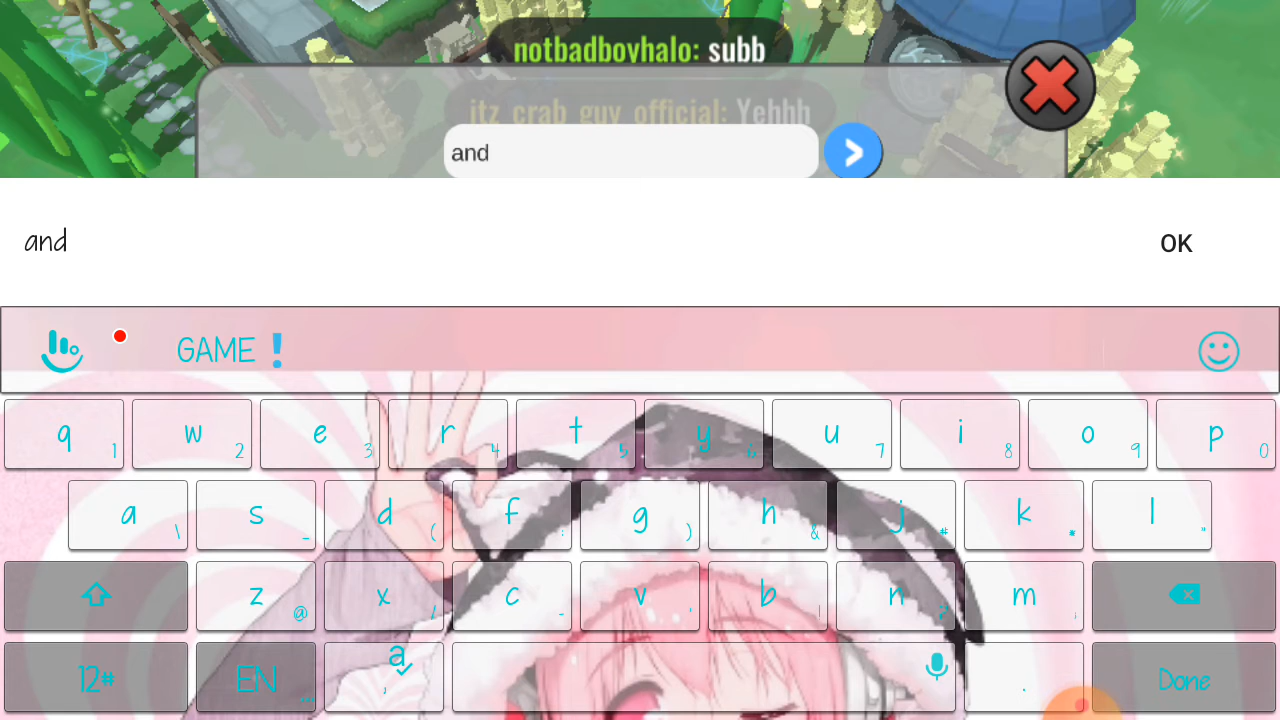 notbadboyhalo: subb
itz_crab_guy_official: Yehhh
and
and OK
GAME❗
q 1 w 2 e 3 r 4 t 5 y 6 u 7 i 8 o 9 p 0
a \ s _ d ( f : g ) h & j # k * l "
z @ x / c - v ' b | n ? m ;
12# EN ... a , . Done